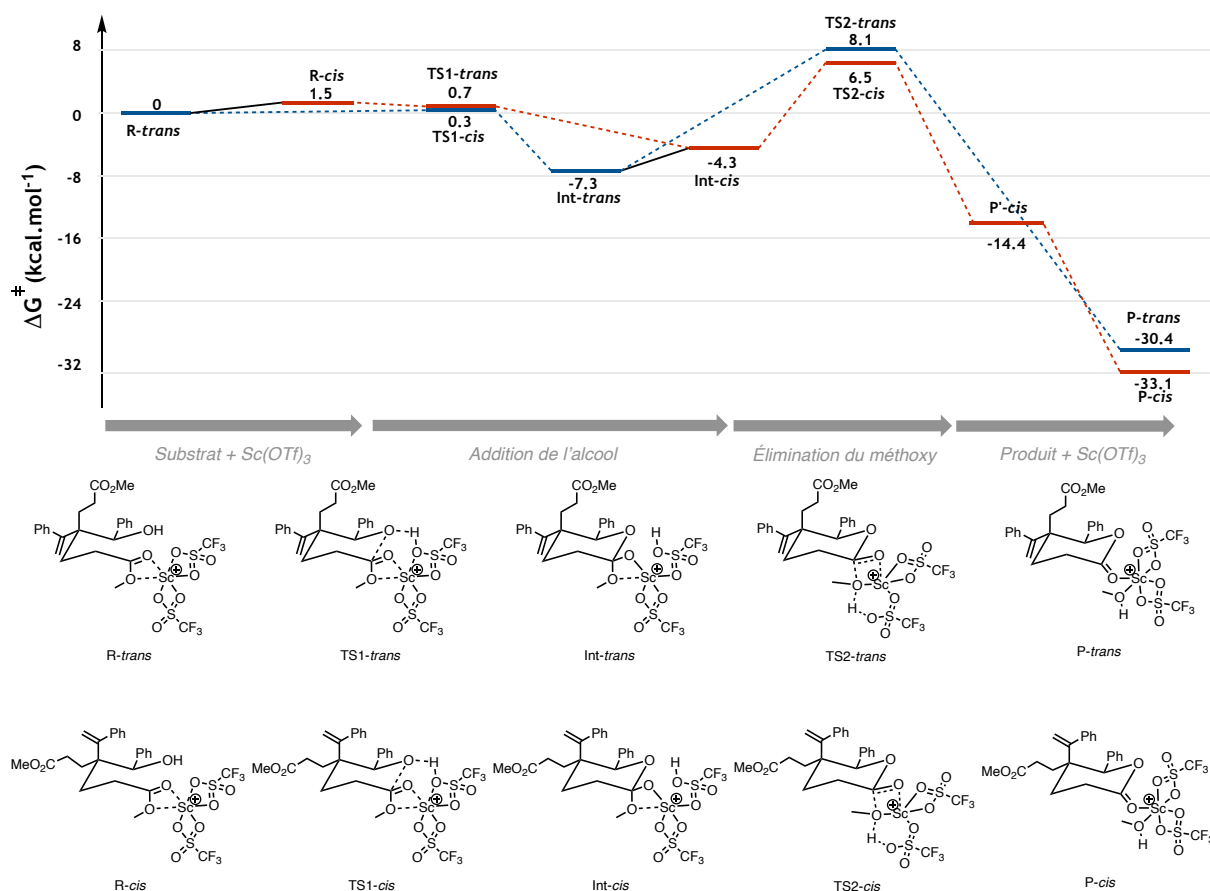 TS2-trans
8.1
8
R-cis
1.5
TS1-trans
0.7
6.5
TS2-cis
0
0
R-trans
0.3
TS1-cis
-4.3
Int-cis
-7.3
Int-trans
-8
P'-cis
-14.4
-16
-24
P-trans
-30.4
-32
-33.1
P-cis
ΔG‡ (kcal.mol-1)
Substrat + Sc(OTf)3
Addition de l'alcool
Élimination du méthoxy
Produit + Sc(OTf)3
CO2Me
Ph
Ph
OH
O
O
Sc
⊕
O
O
S
O
CF3
O
O
S
O
CF3
R-trans
CO2Me
Ph
Ph
O
H
O
O
Sc
⊕
O
O
S
O
CF3
O
O
S
O
CF3
TS1-trans
CO2Me
Ph
Ph
O
H
O
O
Sc
⊕
O
O
S
O
CF3
O
O
S
O
CF3
Int-trans
CO2Me
Ph
Ph
O
O
O
Sc
⊕
O
O
S
O
CF3
H
O
O
S
O
CF3
TS2-trans
CO2Me
Ph
Ph
O
O
Sc
⊕
O
H
O
O
S
O
CF3
O
O
S
O
CF3
P-trans
Ph
Ph
OH
MeO2C
O
O
Sc
⊕
O
O
S
O
CF3
O
O
S
O
CF3
R-cis
Ph
Ph
O
H
MeO2C
O
O
Sc
⊕
O
O
S
O
CF3
O
O
S
O
CF3
TS1-cis
Ph
Ph
O
H
MeO2C
O
O
Sc
⊕
O
O
S
O
CF3
O
O
S
O
CF3
Int-cis
Ph
Ph
O
MeO2C
O
O
Sc
⊕
O
O
S
O
CF3
H
O
O
S
O
CF3
TS2-cis
Ph
Ph
O
MeO2C
O
Sc
⊕
O
H
O
O
S
O
CF3
O
O
S
O
CF3
P-cis